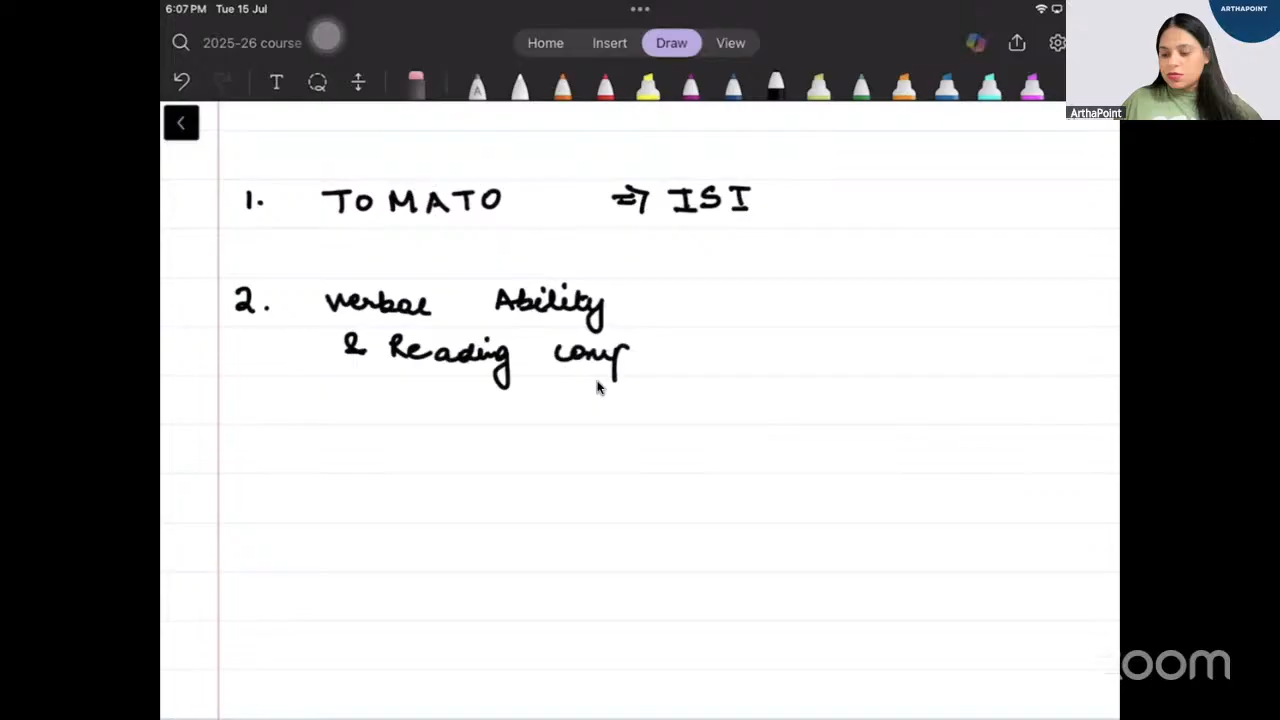 6:07 PM Tue 15 Jul
ARTHAPOINT
2025-26 course
Home Insert Draw View
T
A
ArthaPoint
1. TOMATO ⇒ ISI
2. Verbal Ability
& Reading comp
zoom